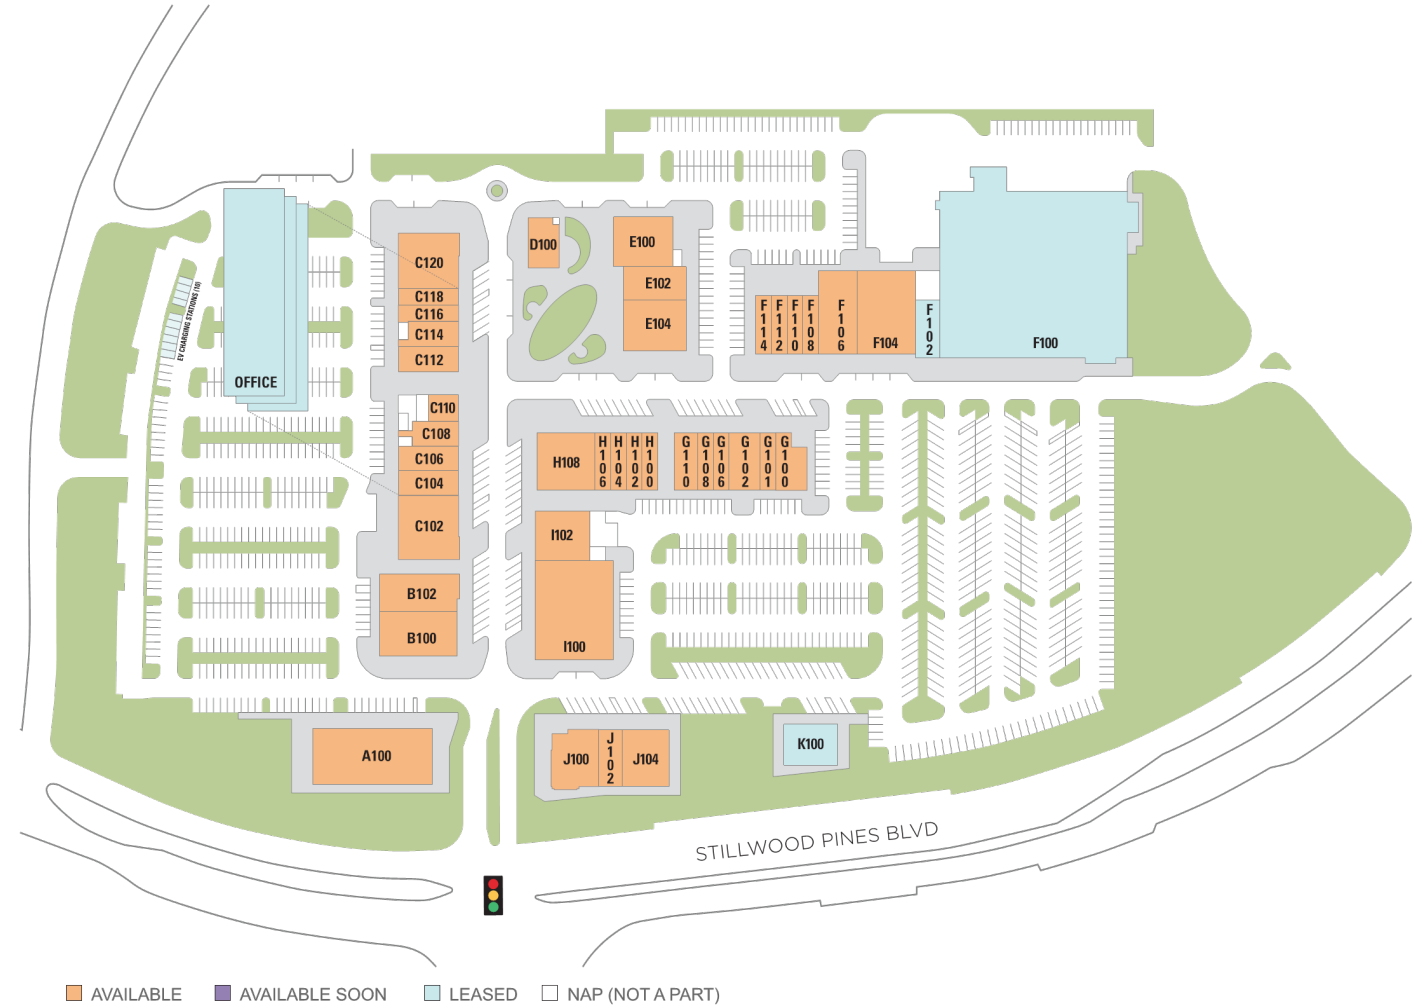 D100
E100
C120
E102
C118
C116
E104
C114
C112
EV CHARGING STATIONS (10)
F114
F112
F110
F108
F106
F104
F102
F100
OFFICE
C110
C108
C106
C104
C102
H108
H106
H104
H102
H100
G110
G108
G106
G102
G101
G100
I102
B102
B100
I100
A100
J100
J102
J104
K100
STILLWOOD PINES BLVD
AVAILABLE
AVAILABLE SOON
LEASED
NAP (NOT A PART)